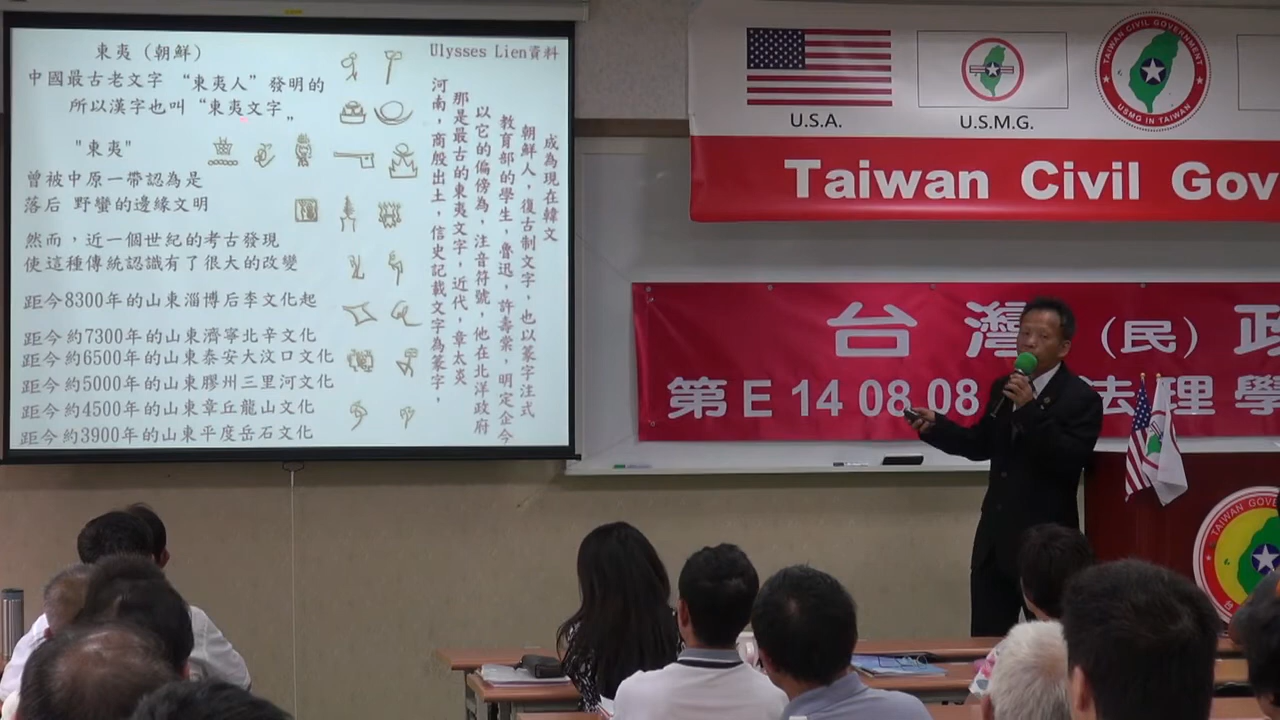 東夷（朝鮮）
中國最古老文字 “東夷人” 發明的
所以漢字也叫 “東夷文字”
"東夷"
曾被中原一帶認為是
落后 野蠻的邊緣文明
然而，近一個世紀的考古發現
使這種傳統認識有了很大的改變
距今8300年的山東淄博后李文化起
距今約7300年的山東濟寧北辛文化
距今約6500年的山東泰安大汶口文化
距今約5000年的山東膠州三里河文化
距今約4500年的山東章丘龍山文化
距今約3900年的山東平度岳石文化
Ulysses Lien資料
河南，商殷出土，信史記載文字為篆字，
那是最古的東夷文字，近代，章太炎
以它的偏傍為，注音符號，他在北洋政府
教育部的學生，魯迅，許壽棠，明定企今
朝鮮人，復古制文字，也以篆字注式
成為現在韓文
U.S.A.
U.S.M.G.
TAIWAN CIVIL GOVERNMENT
USMG IN TAIWAN
Taiwan Civil Gov
台灣（民）政
第E 14 08 08
法理學
TAIWAN GOVE